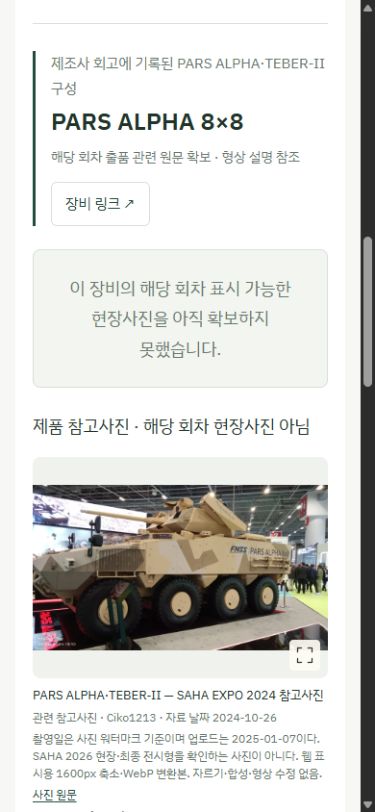 제조사 회고에 기록된 PARS ALPHA·TEBER-II
구성
PARS ALPHA 8×8
해당 회차 출품 관련 원문 확보 · 형상 설명 참조
장비 링크 ↗
이 장비의 해당 회차 표시 가능한
현장사진을 아직 확보하지
못했습니다.
제품 참고사진 · 해당 회차 현장사진 아님
FNSS PARS ALPHA
PARS ALPHA·TEBER-II — SAHA EXPO 2024 참고사진
관련 참고사진 · Ciko1213 · 자료 날짜 2024-10-26
촬영일은 사진 워터마크 기준이며 업로드는 2025-01-07이다.
SAHA 2026 현장·최종 전시형을 확인하는 사진이 아니다. 웹 표
시용 1600px 축소·WebP 변환본. 자르기·합성·형상 수정 없음.
사진 원문